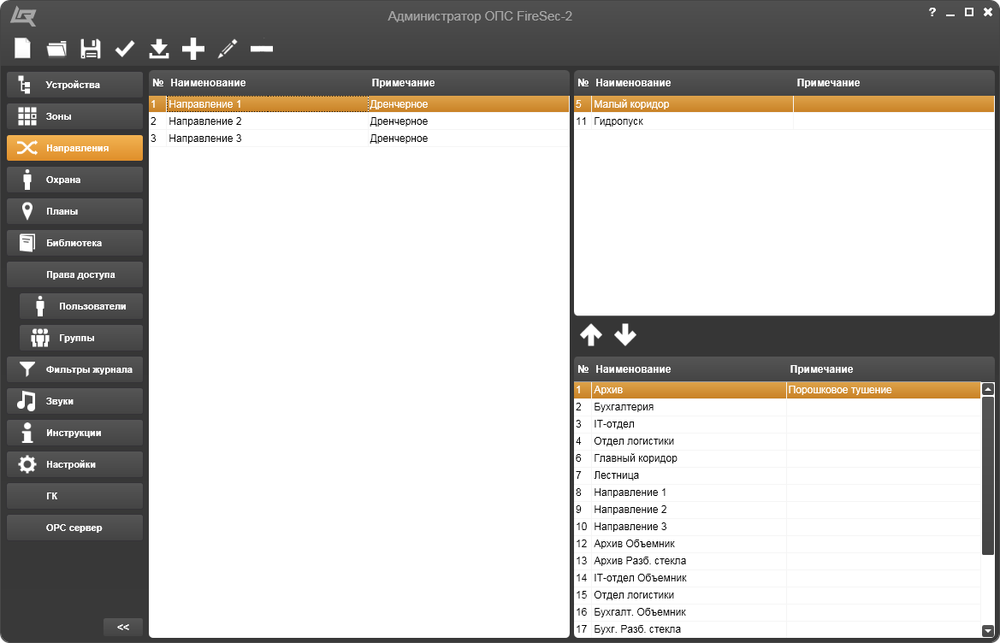 Администратор ОПС FireSec-2
?
Устройства
Зоны
Направления
Охрана
Планы
Библиотека
Права доступа
Пользователи
Группы
Фильтры журнала
Звуки
Инструкции
Настройки
ГК
OPC сервер
<<
№ Наименование Примечание
1 Направление 1 Дренчерное
2 Направление 2 Дренчерное
3 Направление 3 Дренчерное
№ Наименование Примечание
5 Малый коридор
11 Гидропуск
№ Наименование Примечание
1 Архив Порошковое тушение
2 Бухгалтерия
3 IT-отдел
4 Отдел логистики
6 Главный коридор
7 Лестница
8 Направление 1
9 Направление 2
10 Направление 3
12 Архив Объемник
13 Архив Разб. стекла
14 IT-отдел Объемник
15 Отдел логистики
16 Бухгалт. Объемник
17 Бухг. Разб. стекла